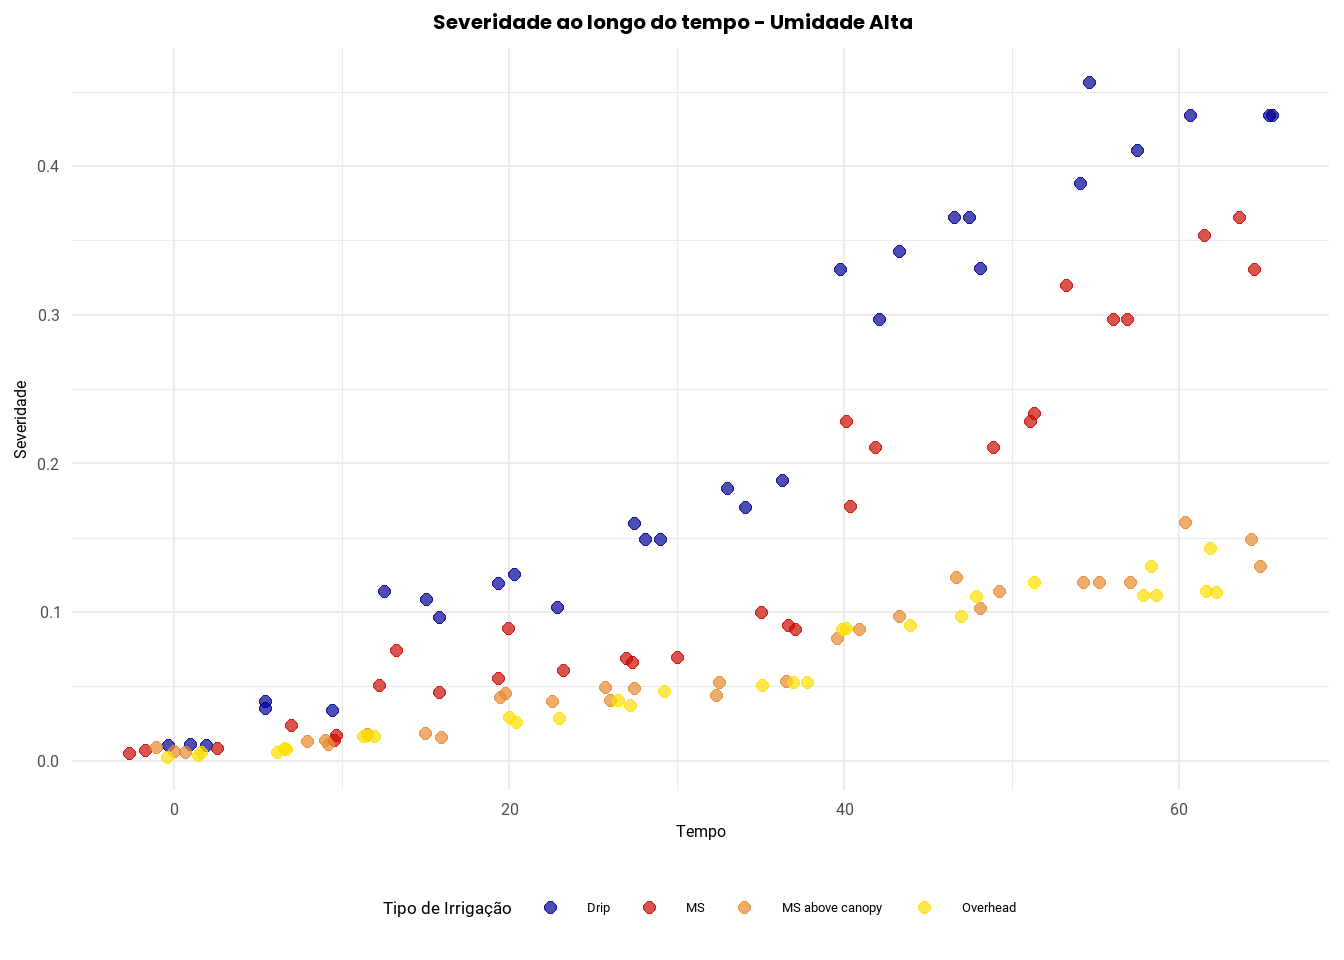 Severidade ao longo do tempo - Umidade Alta
Severidade
0.4
0.3
0.2
0.1
0.0
0 20 40 60
Tempo
Tipo de Irrigação Drip MS MS above canopy Overhead